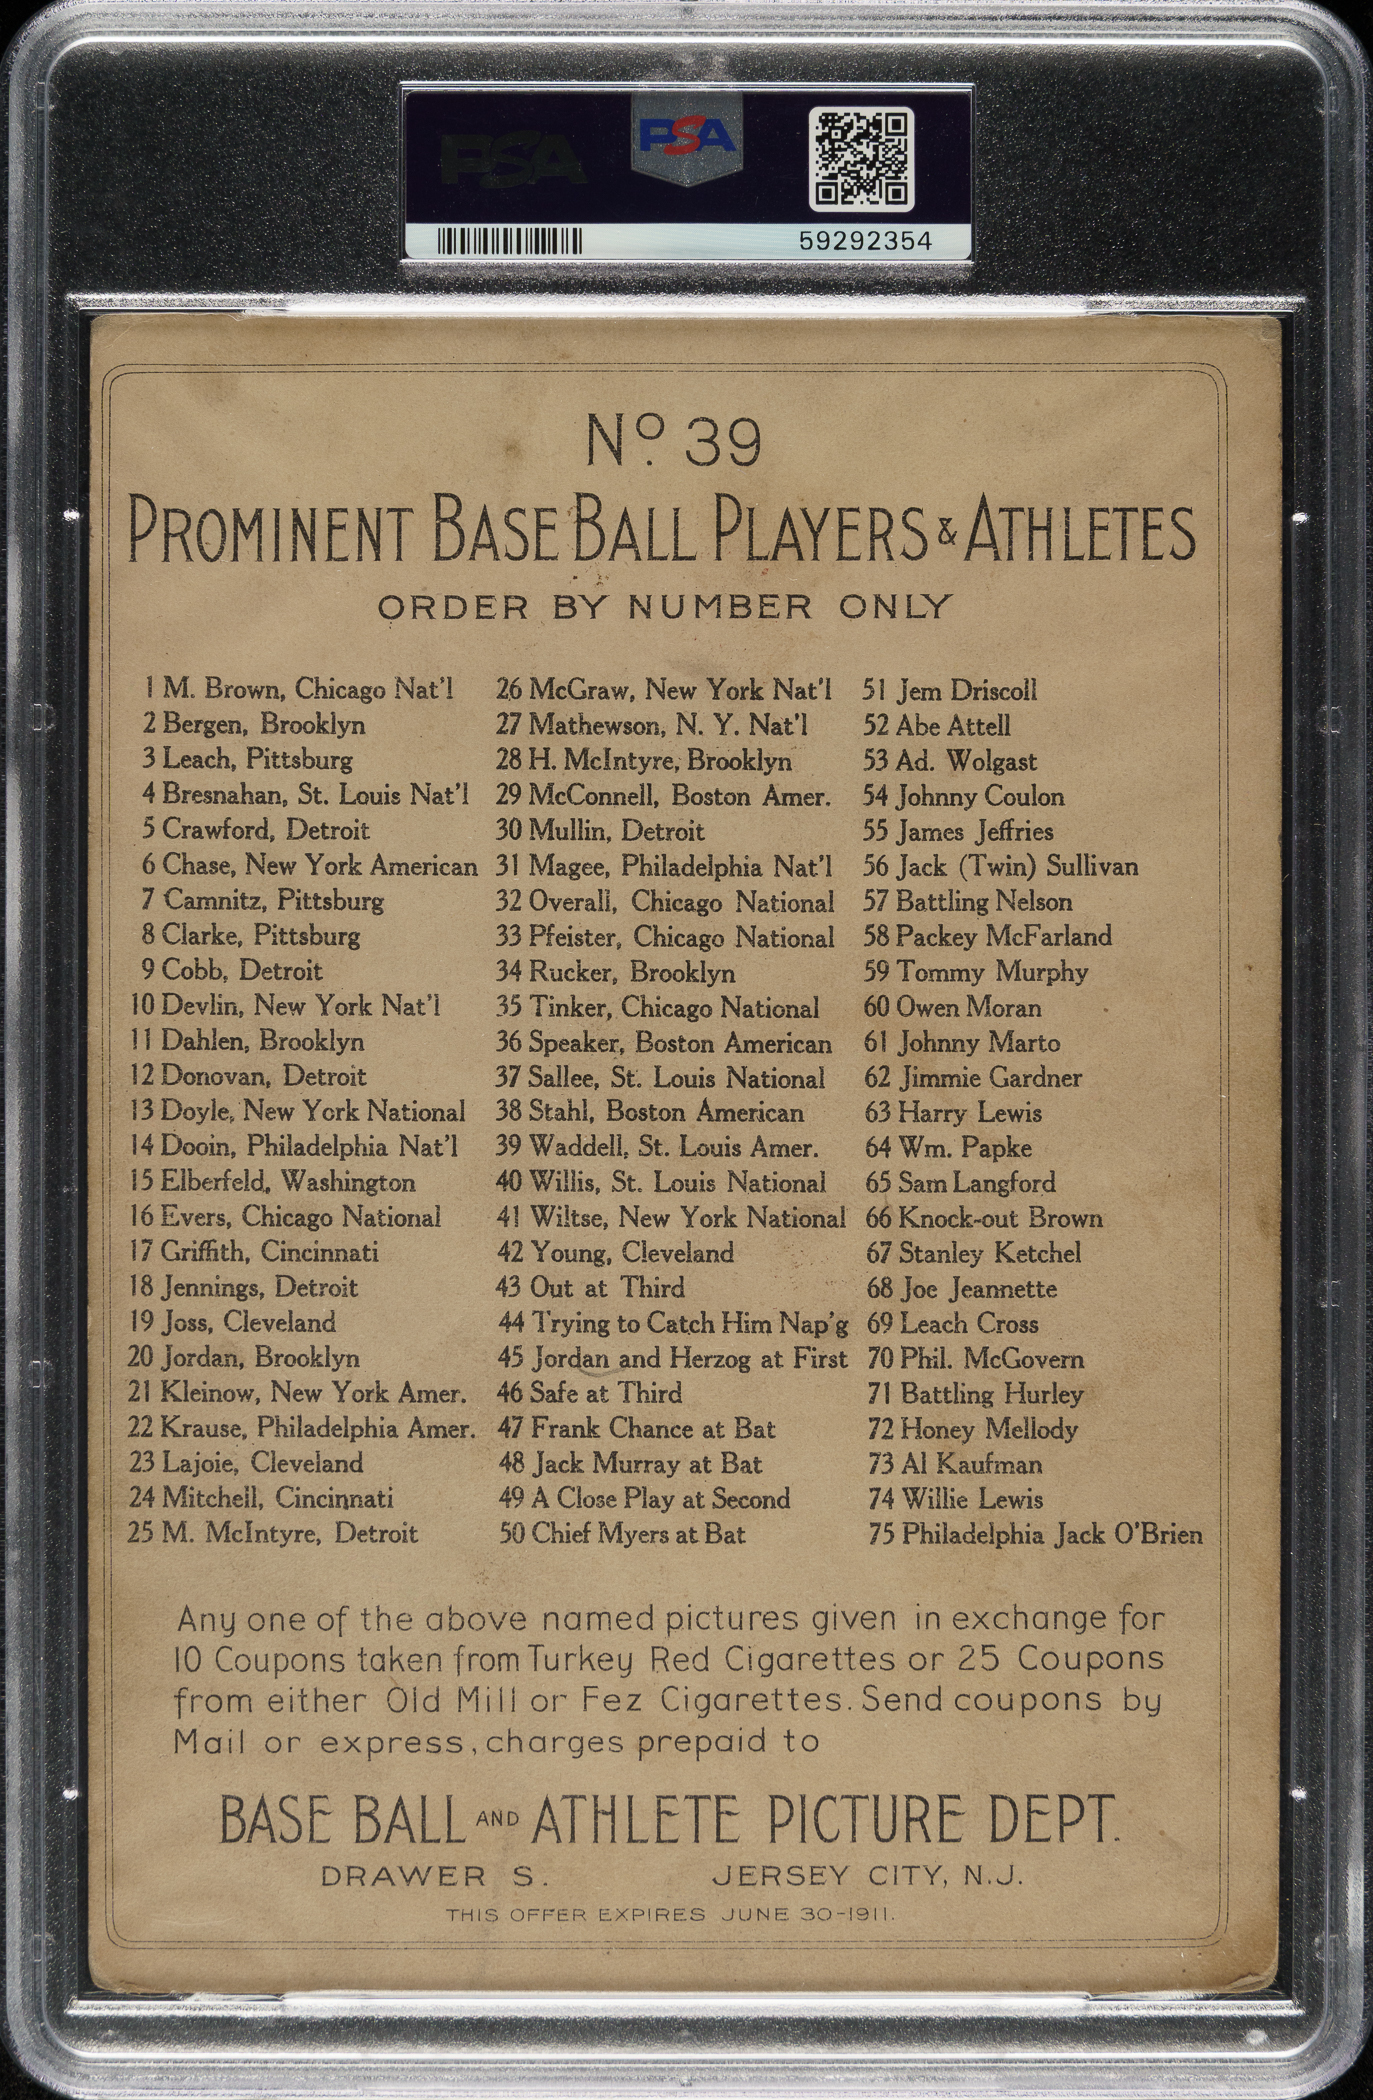 PSA
PSA
59292354
No. 39
PROMINENT BASE BALL PLAYERS & ATHLETES
ORDER BY NUMBER ONLY
1 M. Brown, Chicago Nat'l
2 Bergen, Brooklyn
3 Leach, Pittsburg
4 Bresnahan, St. Louis Nat'l
5 Crawford, Detroit
6 Chase, New York American
7 Camnitz, Pittsburg
8 Clarke, Pittsburg
9 Cobb, Detroit
10 Devlin, New York Nat'l
11 Dahlen, Brooklyn
12 Donovan, Detroit
13 Doyle, New York National
14 Dooin, Philadelphia Nat'l
15 Elberfeld, Washington
16 Evers, Chicago National
17 Griffith, Cincinnati
18 Jennings, Detroit
19 Joss, Cleveland
20 Jordan, Brooklyn
21 Kleinow, New York Amer.
22 Krause, Philadelphia Amer.
23 Lajoie, Cleveland
24 Mitchell, Cincinnati
25 M. McIntyre, Detroit
26 McGraw, New York Nat'l
27 Mathewson, N. Y. Nat'l
28 H. McIntyre, Brooklyn
29 McConnell, Boston Amer.
30 Mullin, Detroit
31 Magee, Philadelphia Nat'l
32 Overall, Chicago National
33 Pfeister, Chicago National
34 Rucker, Brooklyn
35 Tinker, Chicago National
36 Speaker, Boston American
37 Sallee, St. Louis National
38 Stahl, Boston American
39 Waddell, St. Louis Amer.
40 Willis, St. Louis National
41 Wiltse, New York National
42 Young, Cleveland
43 Out at Third
44 Trying to Catch Him Nap'g
45 Jordan and Herzog at First
46 Safe at Third
47 Frank Chance at Bat
48 Jack Murray at Bat
49 A Close Play at Second
50 Chief Myers at Bat
51 Jem Driscoll
52 Abe Attell
53 Ad. Wolgast
54 Johnny Coulon
55 James Jeffries
56 Jack (Twin) Sullivan
57 Battling Nelson
58 Packey McFarland
59 Tommy Murphy
60 Owen Moran
61 Johnny Marto
62 Jimmie Gardner
63 Harry Lewis
64 Wm. Papke
65 Sam Langford
66 Knock-out Brown
67 Stanley Ketchel
68 Joe Jeannette
69 Leach Cross
70 Phil. McGovern
71 Battling Hurley
72 Honey Mellody
73 Al Kaufman
74 Willie Lewis
75 Philadelphia Jack O'Brien
Any one of the above named pictures given in exchange for
10 Coupons taken from Turkey Red Cigarettes or 25 Coupons
from either Old Mill or Fez Cigarettes. Send coupons by
Mail or express, charges prepaid to
BASE BALL AND ATHLETE PICTURE DEPT.
DRAWER S. JERSEY CITY, N.J.
THIS OFFER EXPIRES JUNE 30-1911.